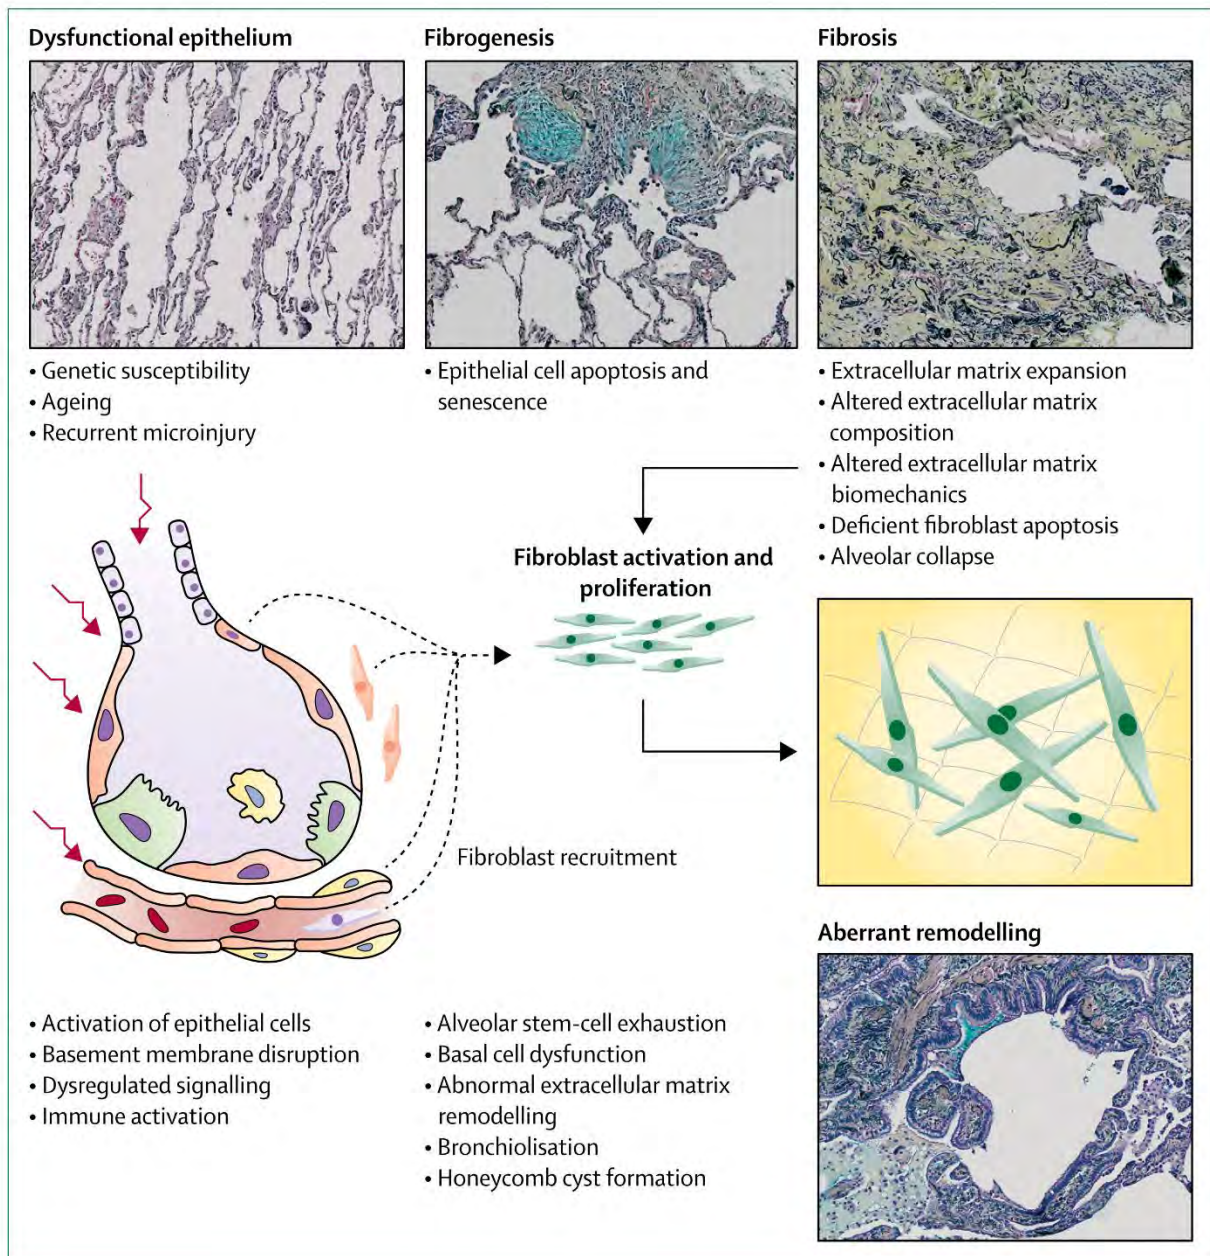 Dysfunctional epithelium
Fibrogenesis
Fibrosis
• Genetic susceptibility
• Ageing
• Recurrent microinjury
• Epithelial cell apoptosis and
senescence
• Extracellular matrix expansion
• Altered extracellular matrix
composition
• Altered extracellular matrix
biomechanics
• Deficient fibroblast apoptosis
• Alveolar collapse
Fibroblast activation and
proliferation
Fibroblast recruitment
Aberrant remodelling
• Activation of epithelial cells
• Basement membrane disruption
• Dysregulated signalling
• Immune activation
• Alveolar stem-cell exhaustion
• Basal cell dysfunction
• Abnormal extracellular matrix
remodelling
• Bronchiolisation
• Honeycomb cyst formation